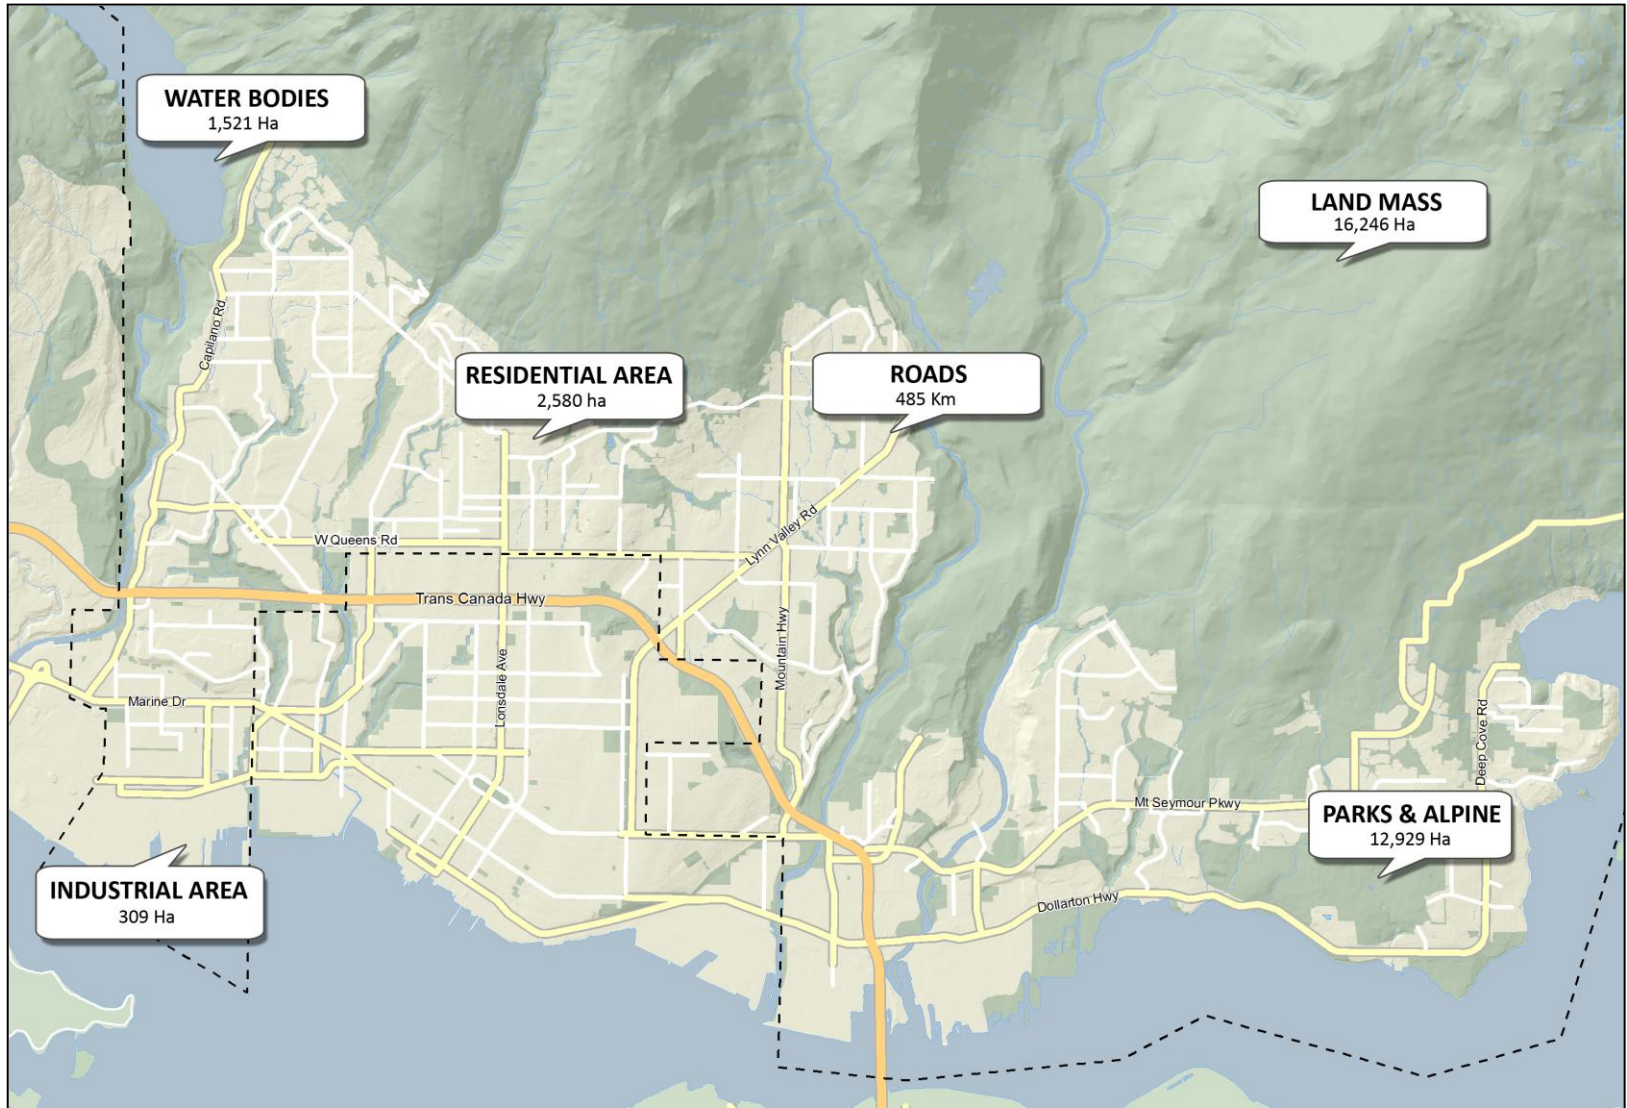 WATER BODIES
1,521 Ha
LAND MASS
16,246 Ha
Capilano Rd
RESIDENTIAL AREA
2,580 ha
ROADS
485 Km
W Queens Rd
Lynn Valley Rd
Trans Canada Hwy
Mountain Hwy
Lonsdale Ave
Marine Dr
Deep Cove Rd
Mt Seymour Pkwy
PARKS & ALPINE
12,929 Ha
INDUSTRIAL AREA
309 Ha
Dollarton Hwy